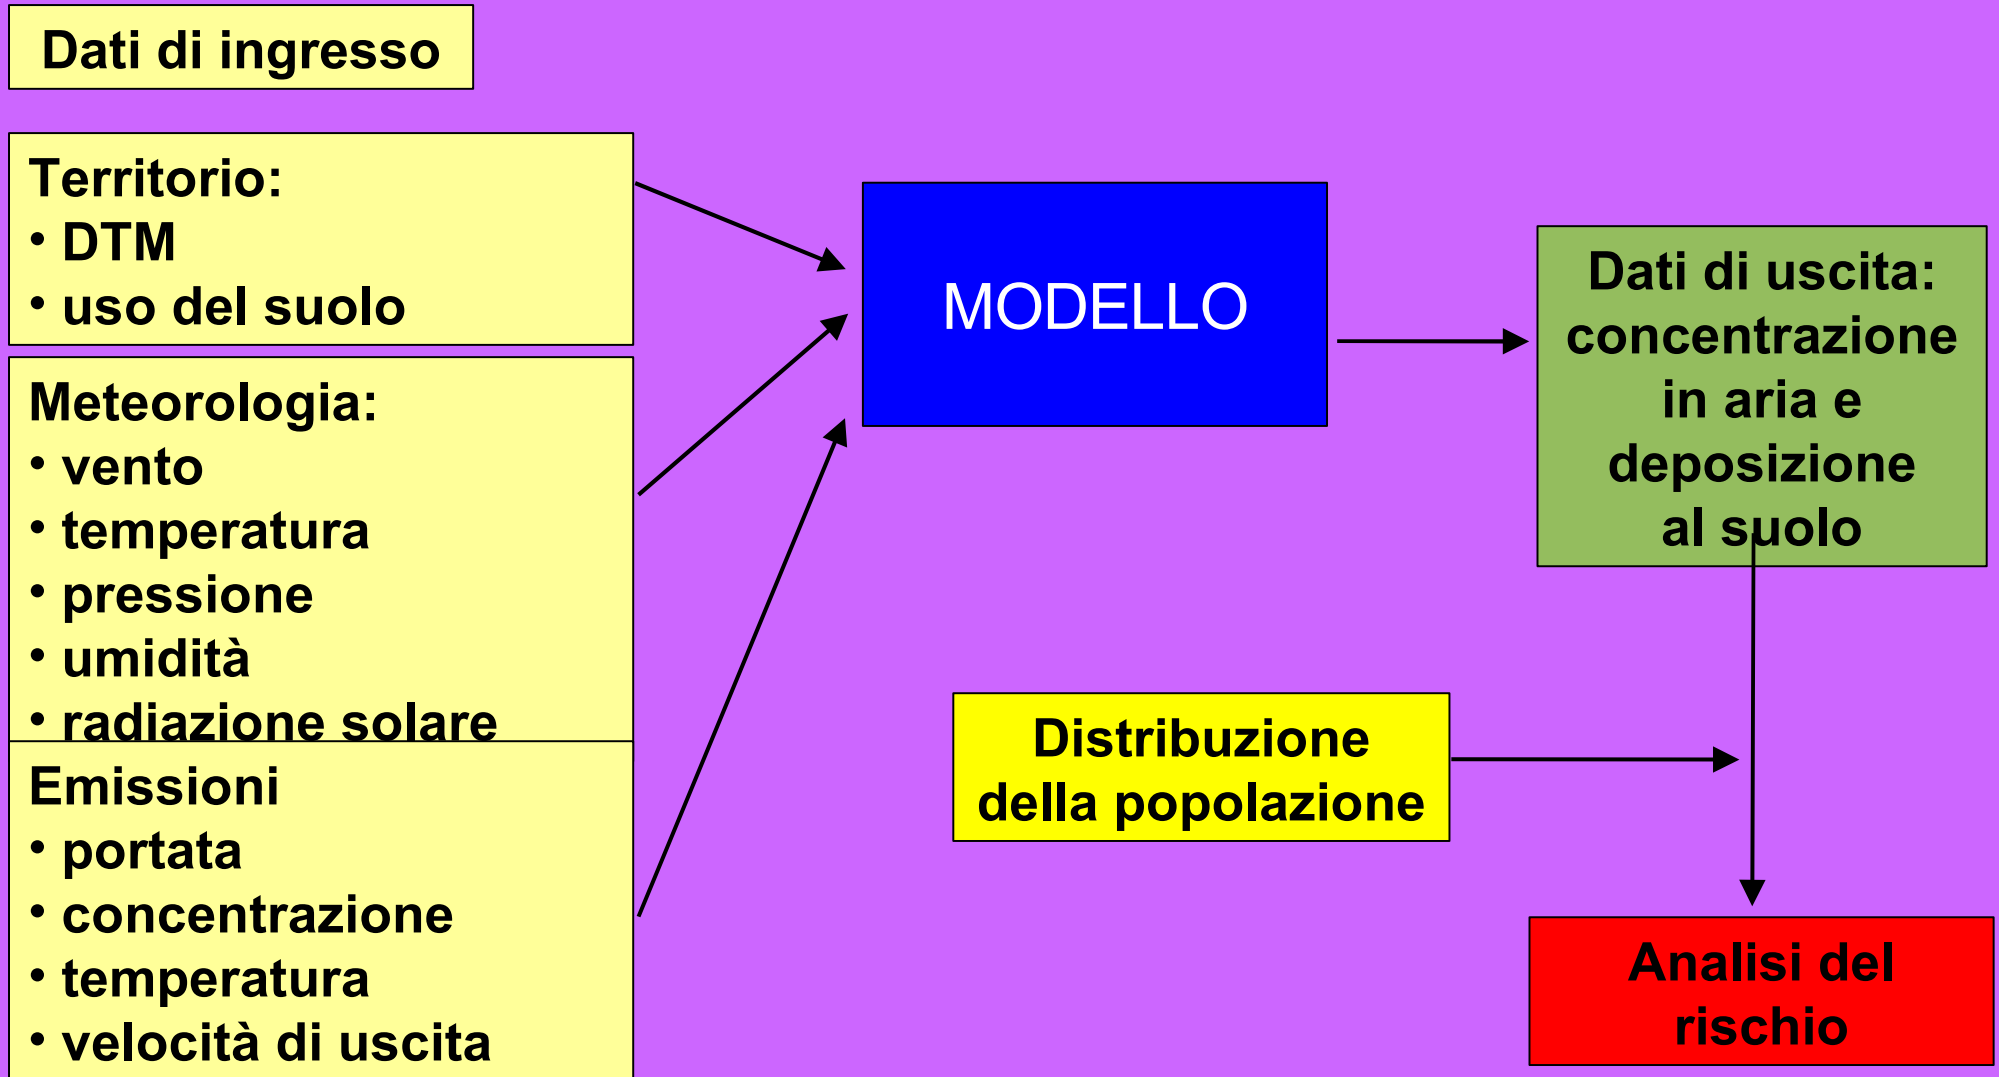 Dati di ingresso
Territorio:
• DTM
• uso del suolo
Meteorologia:
• vento
• temperatura
• pressione
• umidità
• radiazione solare
Emissioni
• portata
• concentrazione
• temperatura
• velocità di uscita
MODELLO
Dati di uscita:
concentrazione
in aria e
deposizione
al suolo
Distribuzione
della popolazione
Analisi del
rischio